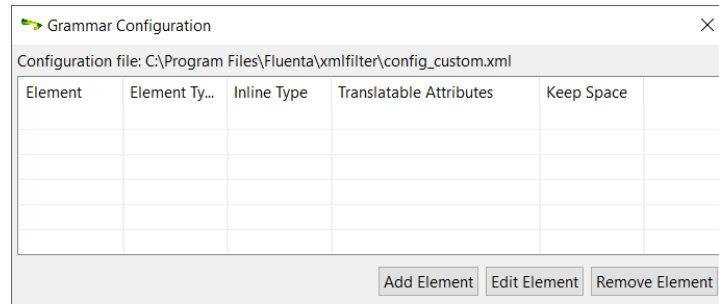 Grammar Configuration
Configuration file: C:\Program Files\Fluenta\xmlfilter\config_custom.xml
Element Element Ty... Inline Type Translatable Attributes Keep Space
Add Element Edit Element Remove Element